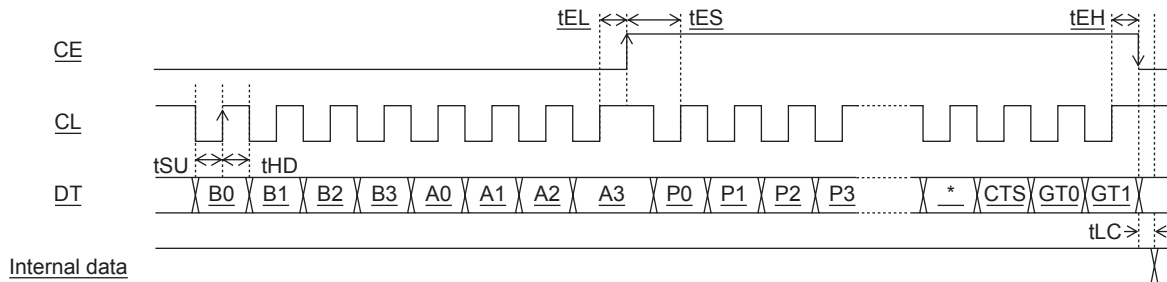 tEL tES tEH
CE
CL
tSU tHD
DT B0 B1 B2 B3 A0 A1 A2 A3 P0 P1 P2 P3 * CTS GT0 GT1
tLC
Internal data